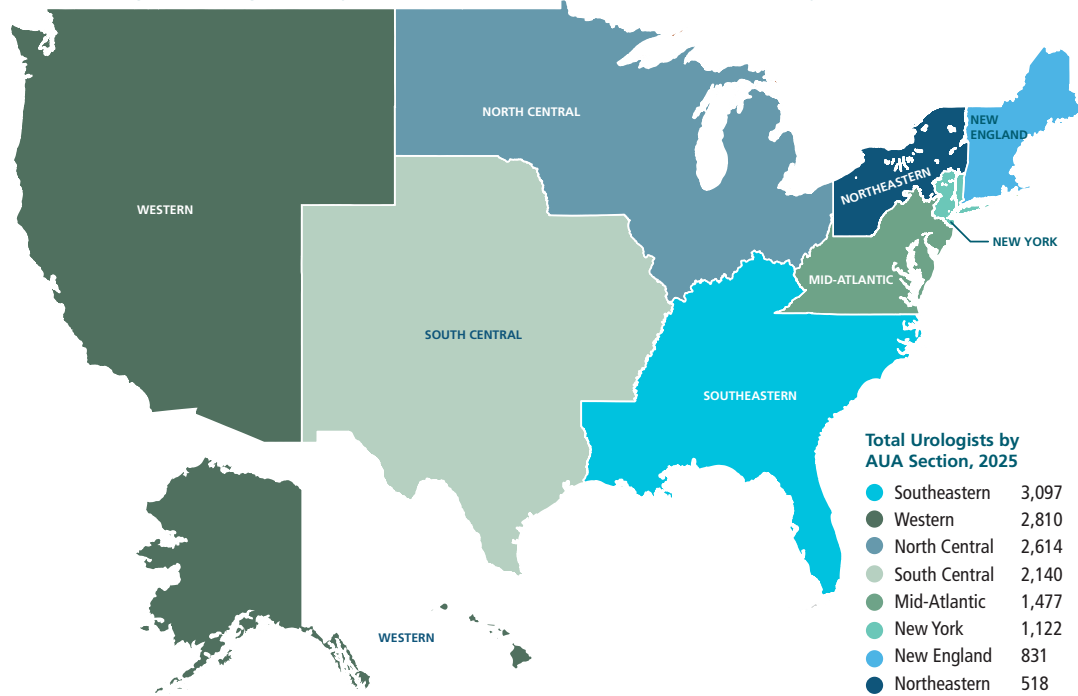 NORTH CENTRAL
NEW
ENGLAND
NORTHEASTERN
WESTERN
NEW YORK
MID-ATLANTIC
SOUTH CENTRAL
SOUTHEASTERN
Total Urologists by
AUA Section, 2025
Southeastern 3,097
Western 2,810
North Central 2,614
South Central 2,140
Mid-Atlantic 1,477
New York 1,122
New England 831
Northeastern 518
WESTERN